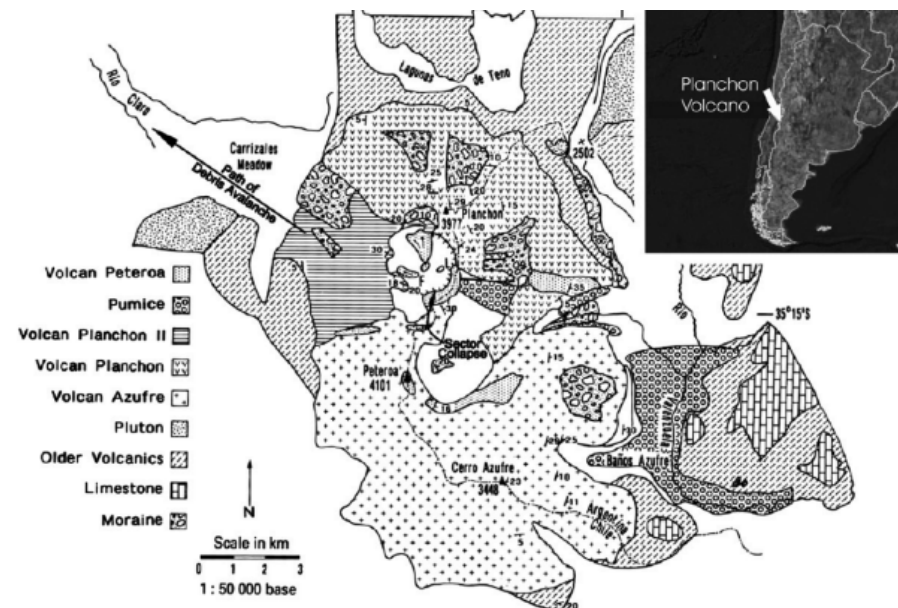 Lagunas
de Teno
Rio
Claro
Carrizales
Meadow
Path of
Debris Avalanche
2502
Planchon
3977
Sector
Collapse
Peteroa
4101
Cerro Azufre
3448
Baños Azufre
Argentina
Chile
Rio
35°15'S
Planchon
Volcano
Volcan Peteroa
Pumice
Volcan Planchon II
Volcan Planchon
Volcan Azufre
Pluton
Older Volcanics
Limestone
Moraine
N
Scale in km
0 1 2 3
1 : 50 000 base